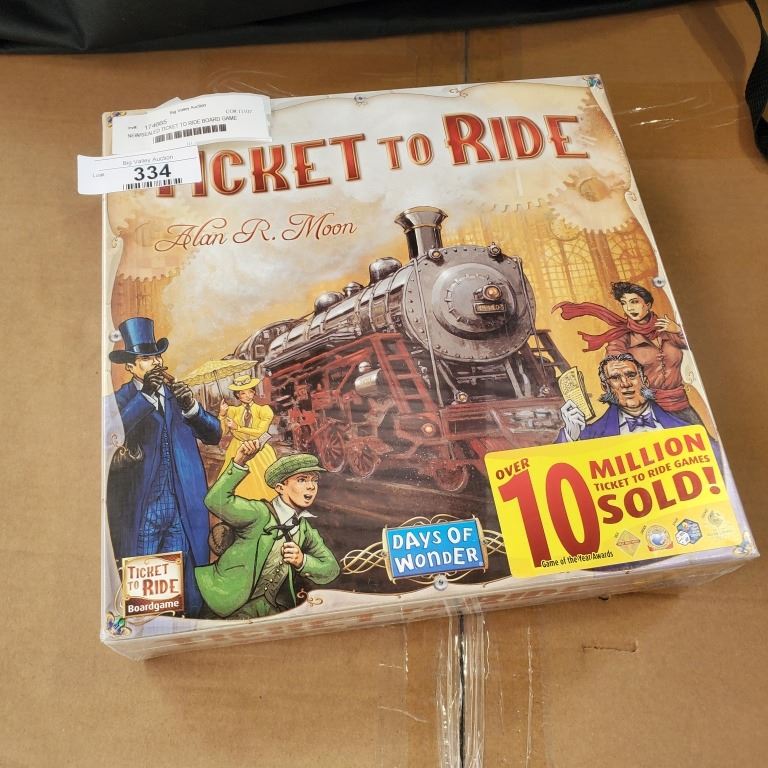 Big Valley Auction
174665
NEW/SEALED TICKET TO RIDE BOARD GAME
Big Valley Auction
334
TICKET TO RIDE
Alan R. Moon
OVER
10 MILLION
TICKET TO RIDE GAMES
SOLD!
Game of the Year Awards
DAYS OF
WONDER
TICKET
TO RIDE
Boardgame